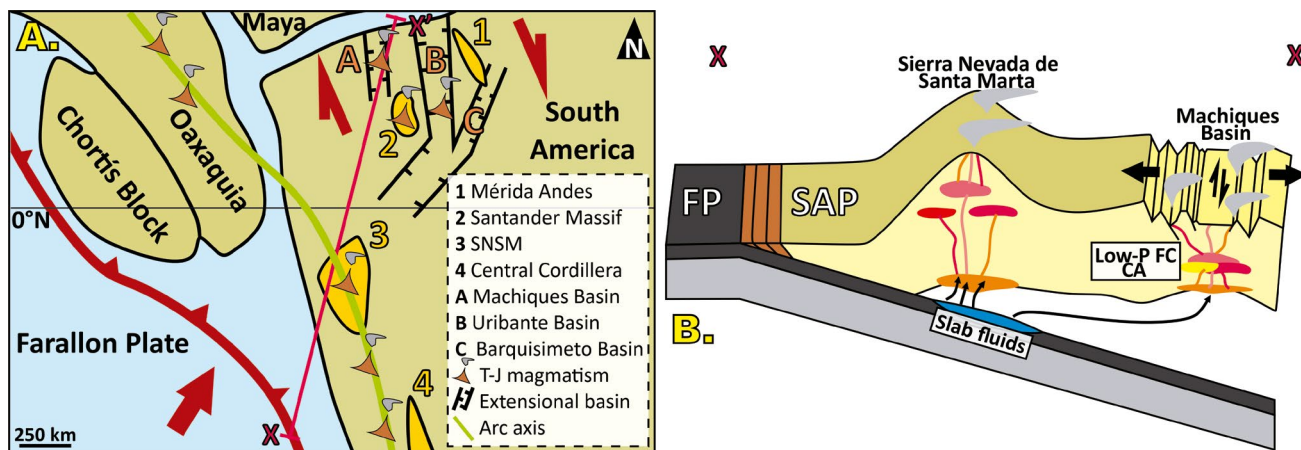 A.
Maya
X'
N
1
A
B
C
2
South
America
Chortís Block
Oaxaquia
0°N
3
4
Farallon Plate
X
250 km
1 Mérida Andes
2 Santander Massif
3 SNSM
4 Central Cordillera
A Machiques Basin
B Uribante Basin
C Barquisimeto Basin
T-J magmatism
Extensional basin
Arc axis
X
X
Sierra Nevada de
Santa Marta
Machiques
Basin
FP
SAP
Low-P FC
CA
Slab fluids
B.